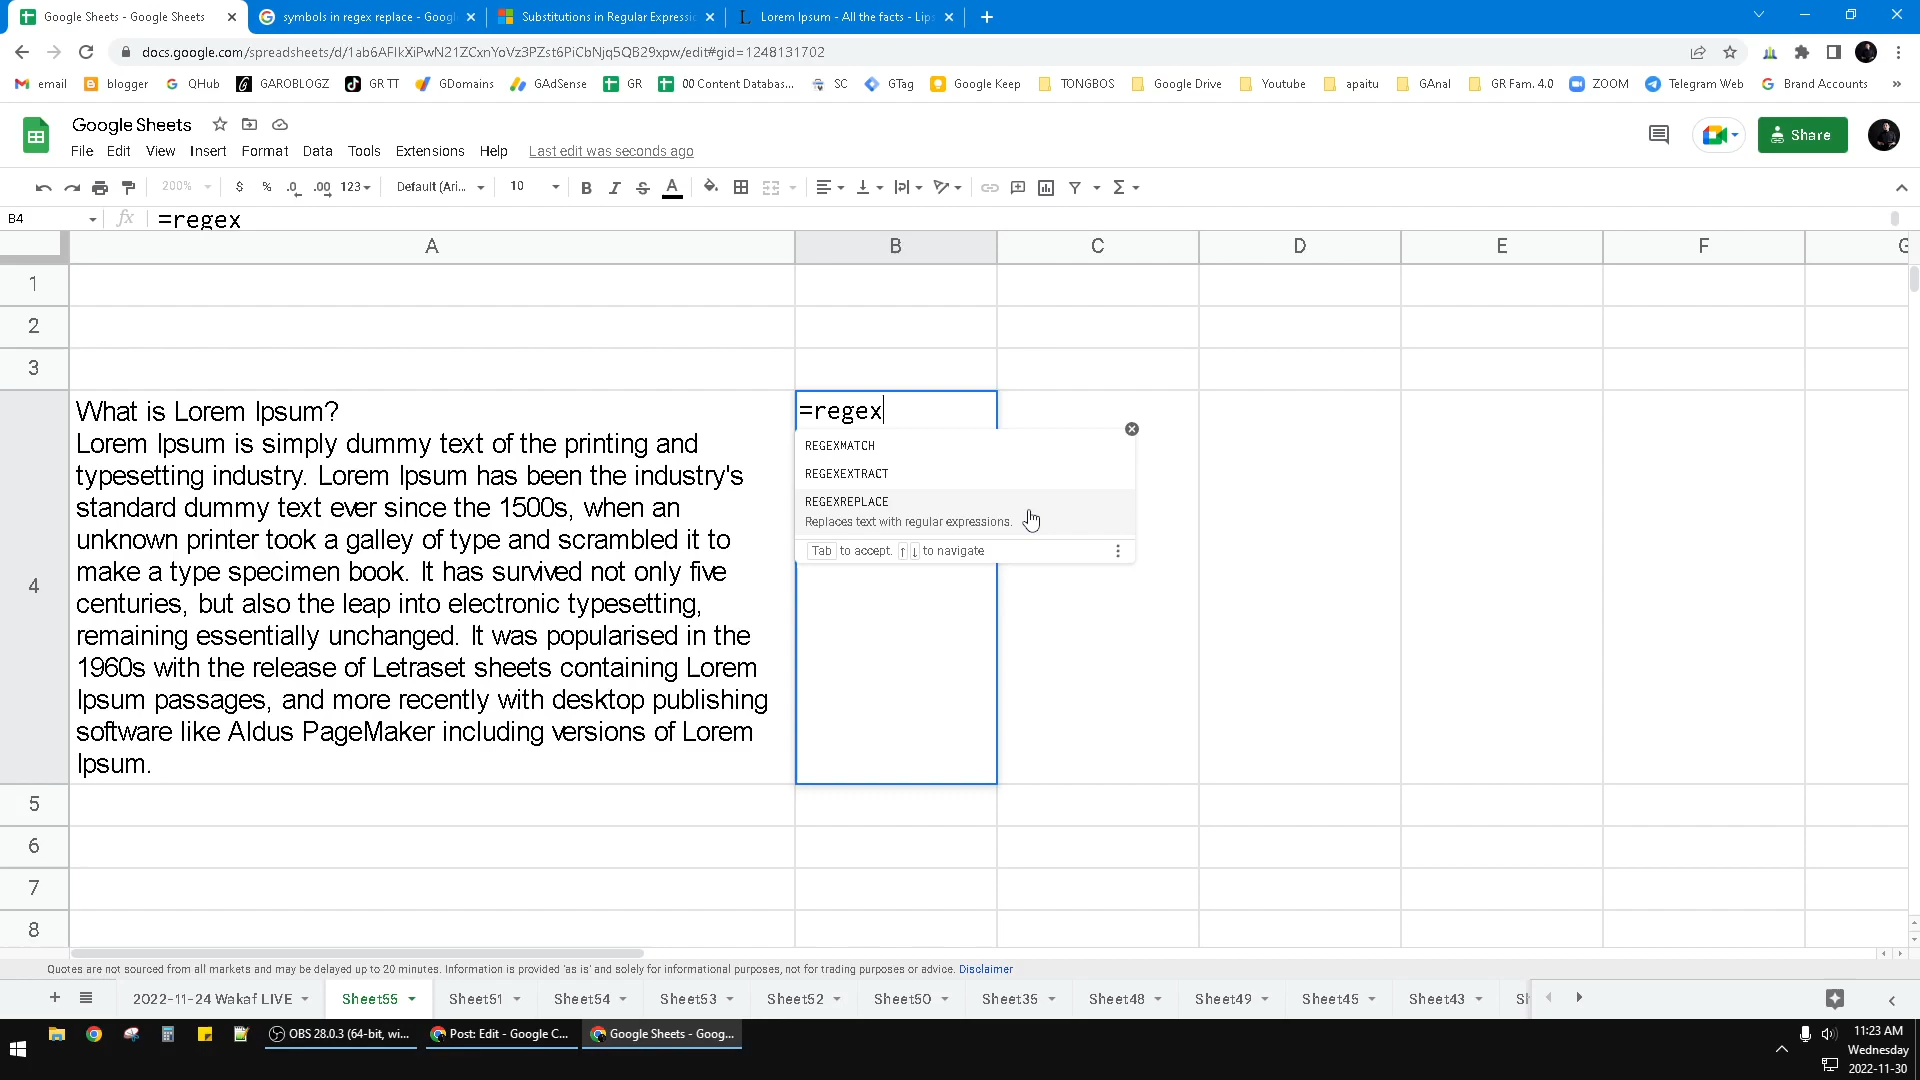 Google Sheets - Google Sheets
symbols in regex replace - Googl
Substitutions in Regular Expressi
Lorem Ipsum - All the facts - Lips
docs.google.com/spreadsheets/d/1ab6AFIkXiPwN21ZCxnYoVz3PZst6PiCbNjq5QB29xpw/edit#gid=1248131702
email
blogger
QHub
GAROBLOGZ
GR TT
GDomains
GAdSense
GR
00 Content Databas...
SC
GTag
Google Keep
TONGBOS
Google Drive
Youtube
apaitu
GAnal
GR Fam. 4.0
ZOOM
Telegram Web
Brand Accounts
»
Google Sheets
Share
File Edit View Insert Format Data Tools Extensions Help Last edit was seconds ago
200% $ % .0 .00 123 Default (Ari... 10 B I S A Σ
B4 fx =regex
A B C D E F G
1
2
3
4
What is Lorem Ipsum?
Lorem Ipsum is simply dummy text of the printing and
typesetting industry. Lorem Ipsum has been the industry's
standard dummy text ever since the 1500s, when an
unknown printer took a galley of type and scrambled it to
make a type specimen book. It has survived not only five
centuries, but also the leap into electronic typesetting,
remaining essentially unchanged. It was popularised in the
1960s with the release of Letraset sheets containing Lorem
Ipsum passages, and more recently with desktop publishing
software like Aldus PageMaker including versions of Lorem
Ipsum.
=regex
REGEXMATCH
REGEXEXTRACT
REGEXREPLACE
Replaces text with regular expressions.
Tab to accept. ↑ ↓ to navigate
5
6
7
8
Quotes are not sourced from all markets and may be delayed up to 20 minutes. Information is provided 'as is' and solely for informational purposes, not for trading purposes or advice. Disclaimer
2022-11-24 Wakaf LIVE
Sheet55
Sheet51
Sheet54
Sheet53
Sheet52
Sheet50
Sheet35
Sheet48
Sheet49
Sheet45
Sheet43
Sh
OBS 28.0.3 (64-bit, wi...
Post: Edit - Google C...
Google Sheets - Goog...
11:23 AM
Wednesday
2022-11-30